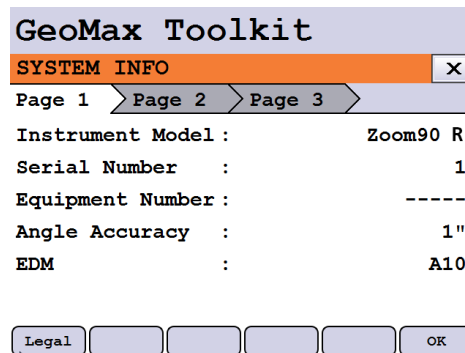 GeoMax Toolkit
SYSTEM INFO X
Page 1 Page 2 Page 3
Instrument Model : Zoom90 R
Serial Number : 1
Equipment Number : -----
Angle Accuracy : 1"
EDM : A10
Legal OK